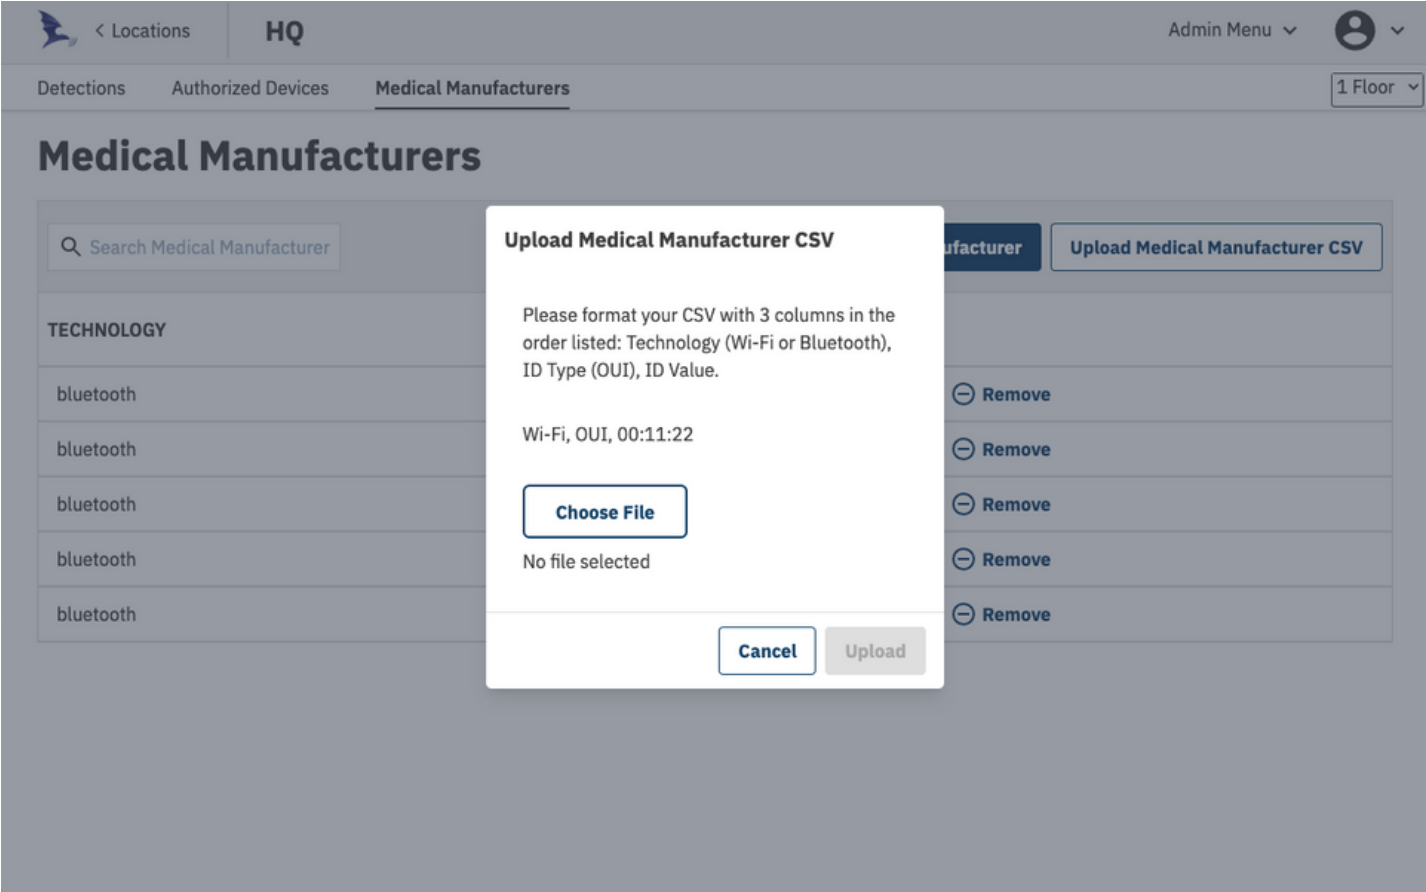 Locations
HQ
Admin Menu
Detections
Authorized Devices
Medical Manufacturers
1 Floor
Medical Manufacturers
Search Medical Manufacturer
Upload Medical Manufacturer CSV
TECHNOLOGY
bluetooth
Remove
bluetooth
Remove
bluetooth
Remove
bluetooth
Remove
bluetooth
Remove
Upload Medical Manufacturer CSV
Please format your CSV with 3 columns in the
order listed: Technology (Wi-Fi or Bluetooth),
ID Type (OUI), ID Value.
Wi-Fi, OUI, 00:11:22
Choose File
No file selected
Cancel
Upload